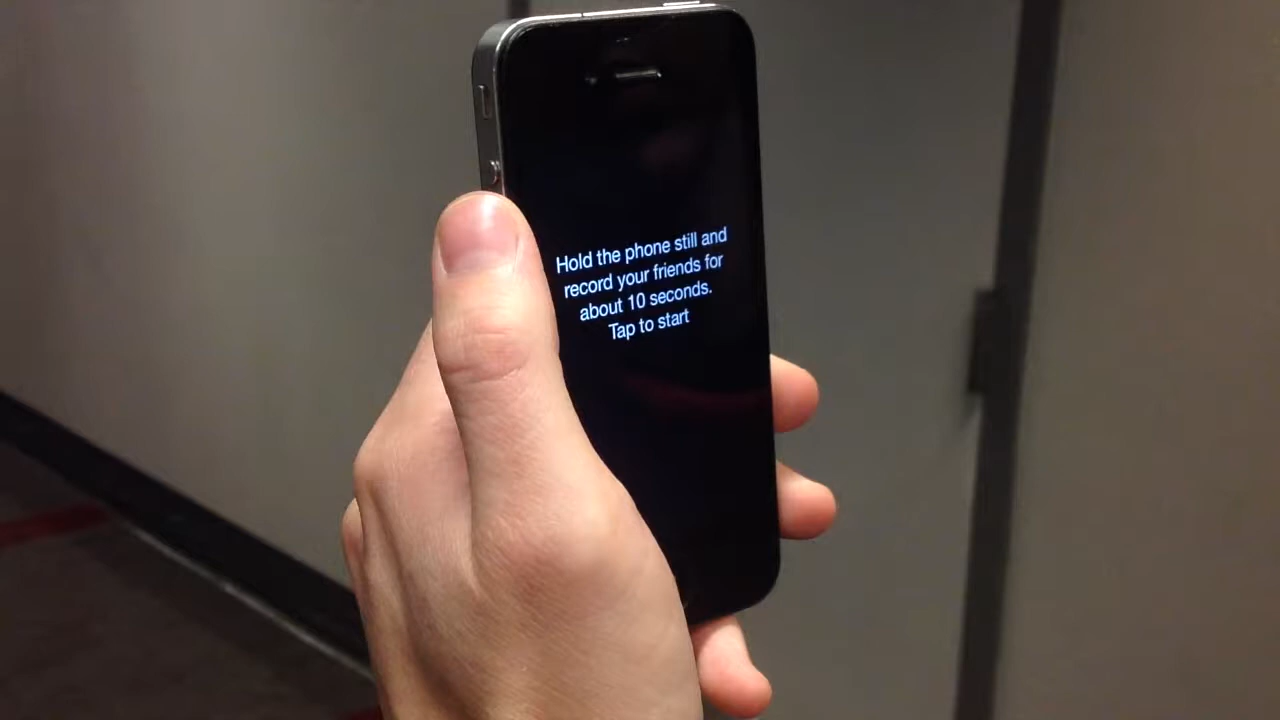 Hold the phone still and
record your friends for
about 10 seconds.
Tap to start